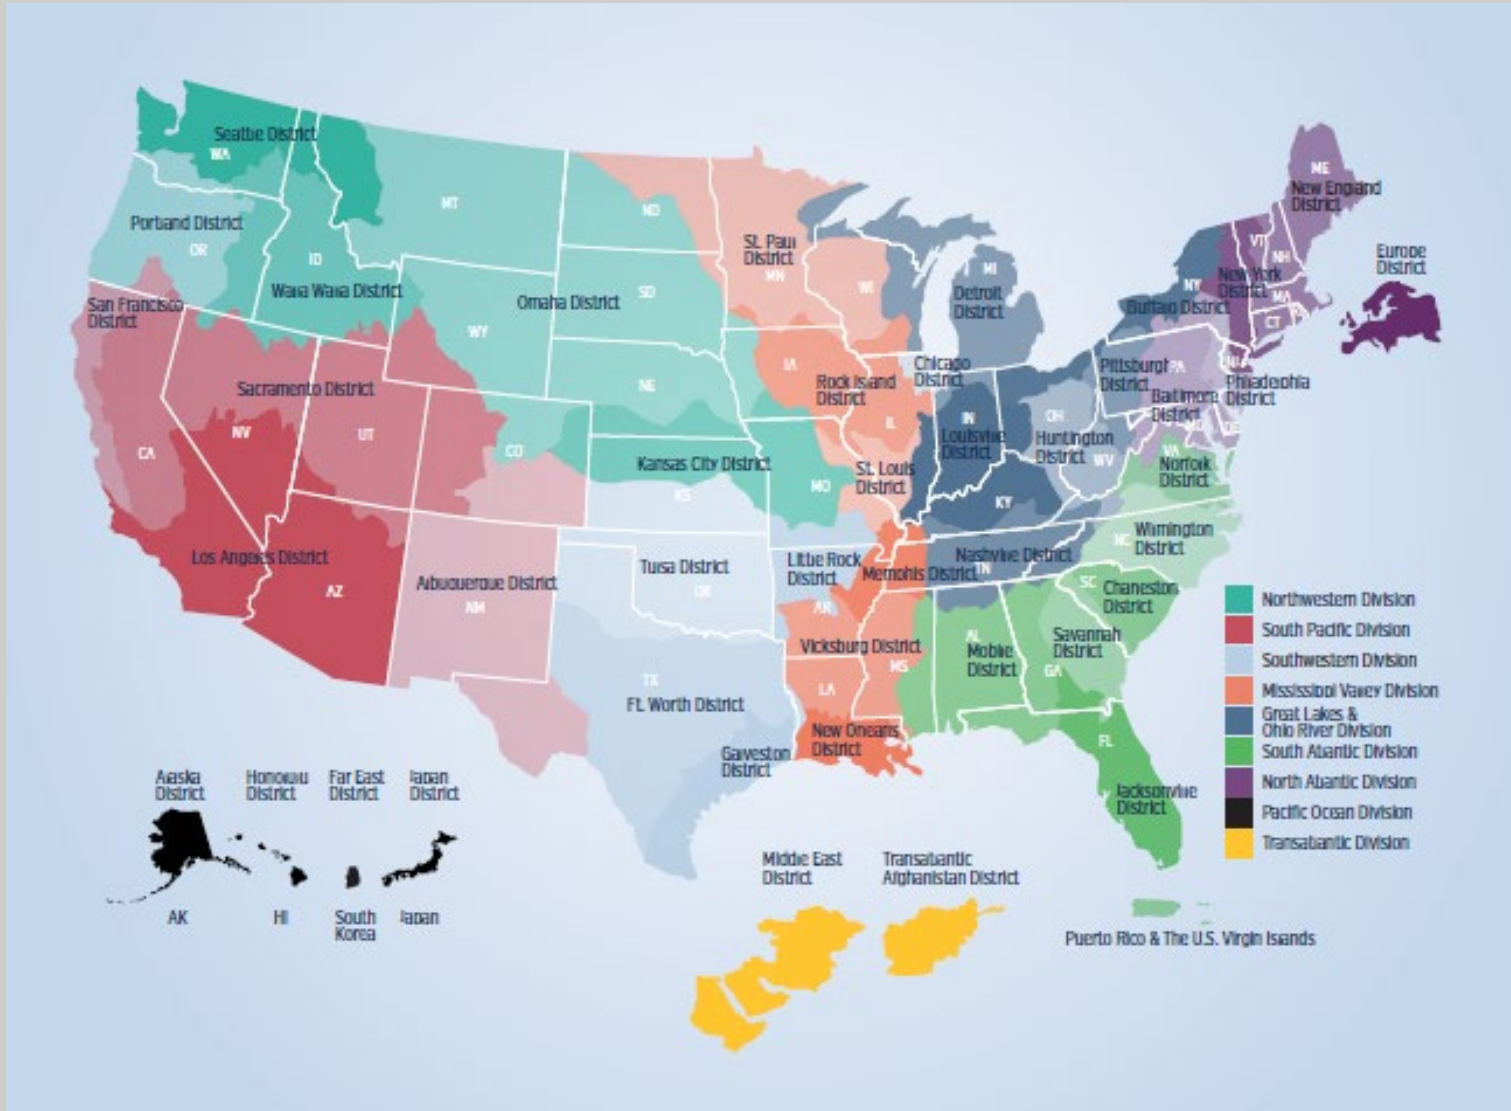 Seattle District
WA
Portland District
OR
ID
MT
ND
Walla Walla District
San Francisco
District
Omaha District
SD
WY
NE
St. Paul
District
MN
WI
MI
Detroit
District
ME
New England
District
VT
NH
New York
District
NY
MA
CT
Buffalo District
Europe
District
Sacramento District
NV
UT
CA
CO
Kansas City District
KS
MO
IA
Rock Island
District
IL
Chicago
District
St. Louis
District
IN
Louisville
District
OH
Huntington
District
WV
KY
Pittsburgh
District
PA
Baltimore
District
MD
Philadelphia
District
NJ
DE
VA
Norfolk
District
Los Angeles District
AZ
Albuquerque District
NM
Tulsa District
OK
Little Rock
District
AR
Memphis District
Nashville District
TN
NC
Wilmington
District
SC
Charleston
District
Savannah
District
GA
AL
Mobile
District
Vicksburg District
MS
LA
New Orleans
District
TX
Ft. Worth District
Galveston
District
FL
Jacksonville
District
Northwestern Division
South Pacific Division
Southwestern Division
Mississippi Valley Division
Great Lakes &
Ohio River Division
South Atlantic Division
North Atlantic Division
Pacific Ocean Division
Transatlantic Division
Alaska
District
Honolulu
District
Far East
District
Japan
District
AK
HI
South
Korea
Japan
Middle East
District
Transatlantic
Afghanistan District
Puerto Rico & The U.S. Virgin Islands